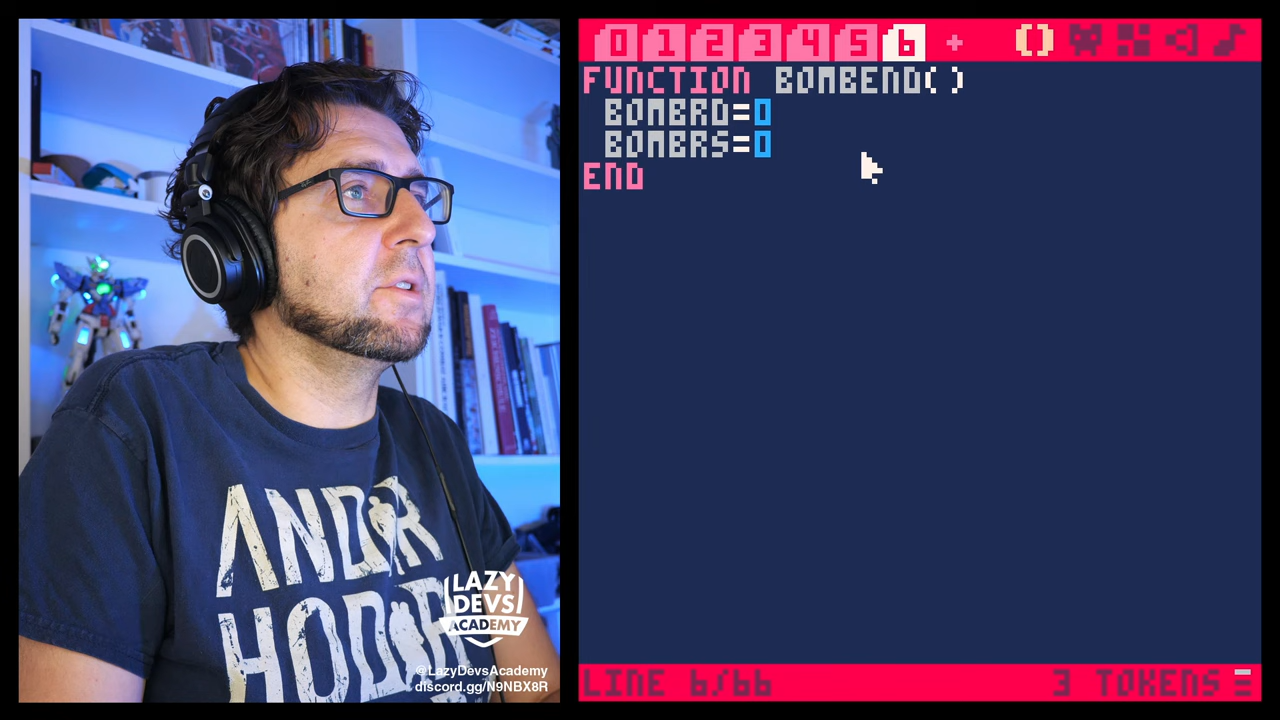 0 1 2 3 4 5 6 + ()
FUNCTION BOMBEND()
BOMBRD=0
BOMBRS=0
END
LINE 6/66
3 TOKENS
ANDOR
HODOR
LAZY
DEVS
ACADEMY
@LazyDevsAcademy
discord.gg/N9NBX8R